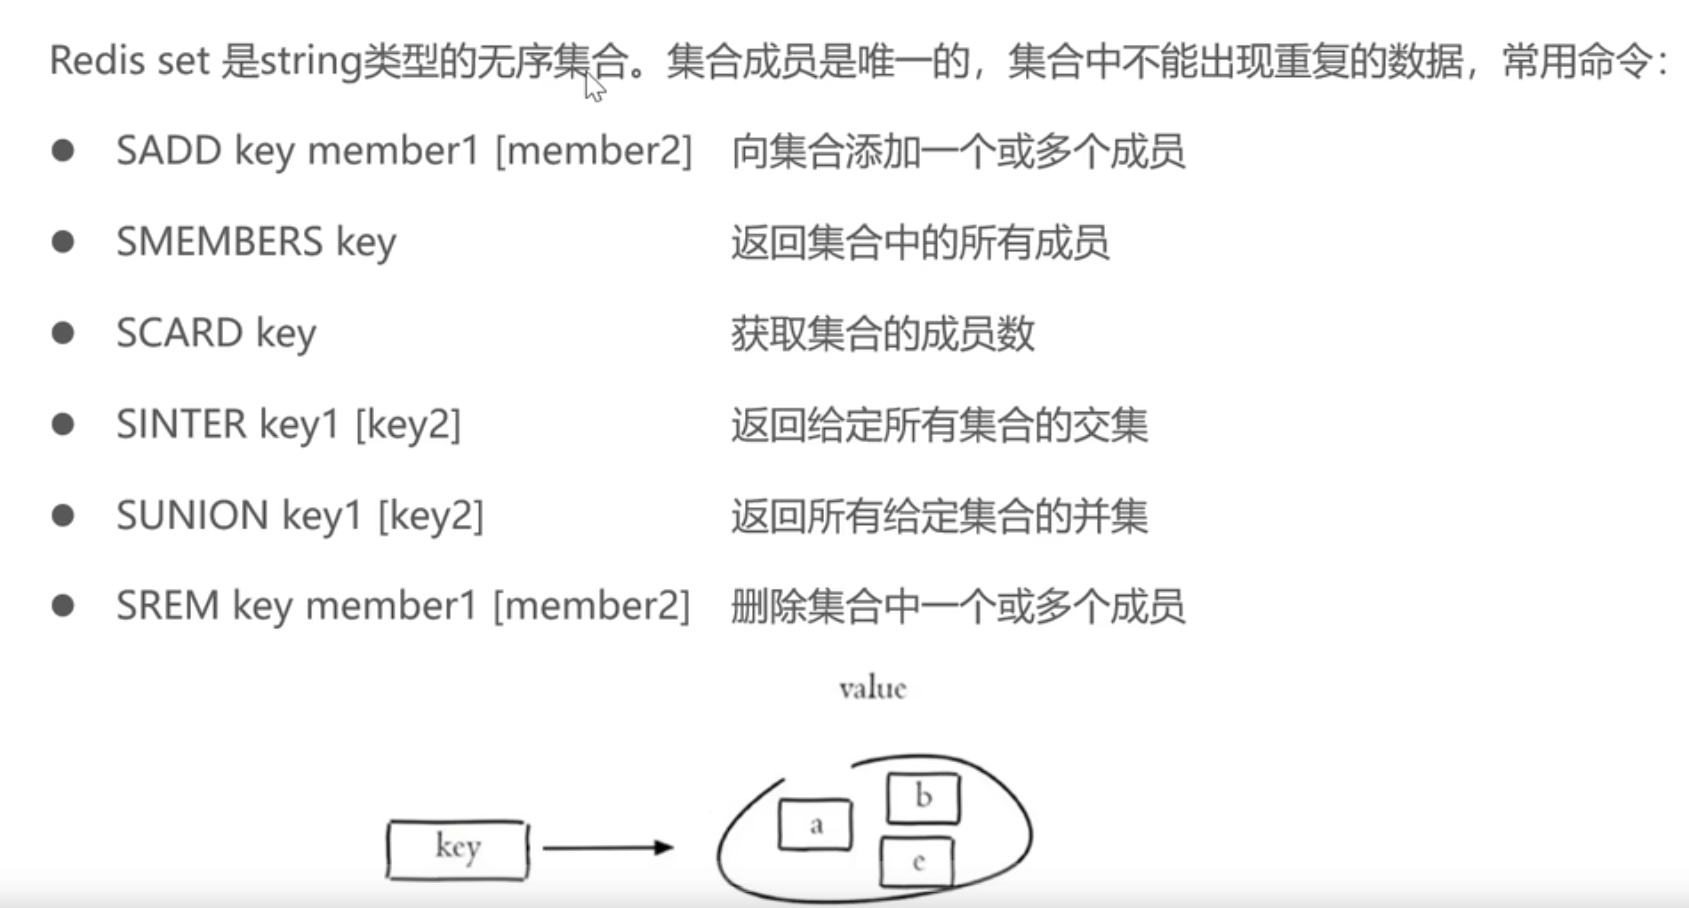 Redis set 是string类型的无序集合。集合成员是唯一的，集合中不能出现重复的数据，常用命令：
● SADD key member1 [member2] 向集合添加一个或多个成员
● SMEMBERS key 返回集合中的所有成员
● SCARD key 获取集合的成员数
● SINTER key1 [key2] 返回给定所有集合的交集
● SUNION key1 [key2] 返回所有给定集合的并集
● SREM key member1 [member2] 删除集合中一个或多个成员
value
b
a
key
e